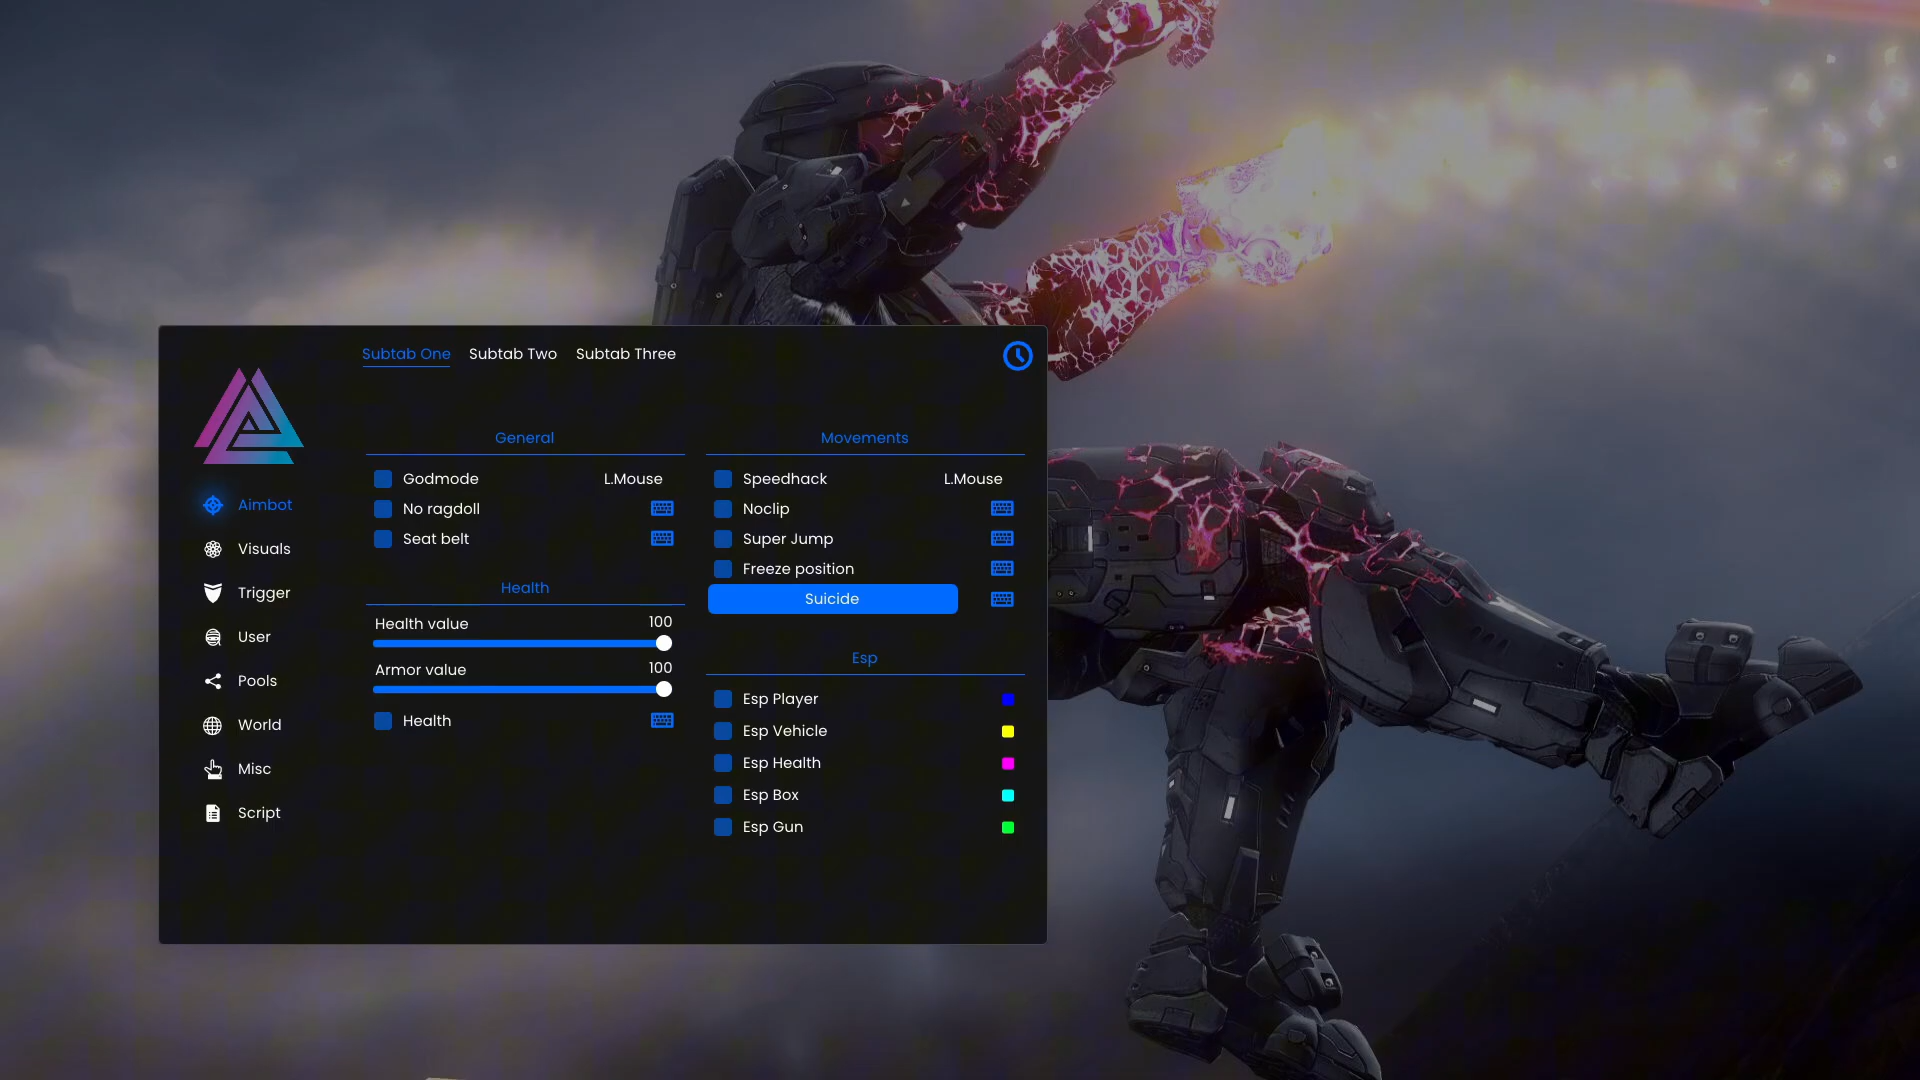 Subtab One Subtab Two Subtab Three
Aimbot
Visuals
Trigger
User
Pools
World
Misc
Script
General
Godmode L.Mouse
No ragdoll
Seat belt
Health
Health value 100
Armor value 100
Health
Movements
Speedhack L.Mouse
Noclip
Super Jump
Freeze position
Suicide
Esp
Esp Player
Esp Vehicle
Esp Health
Esp Box
Esp Gun